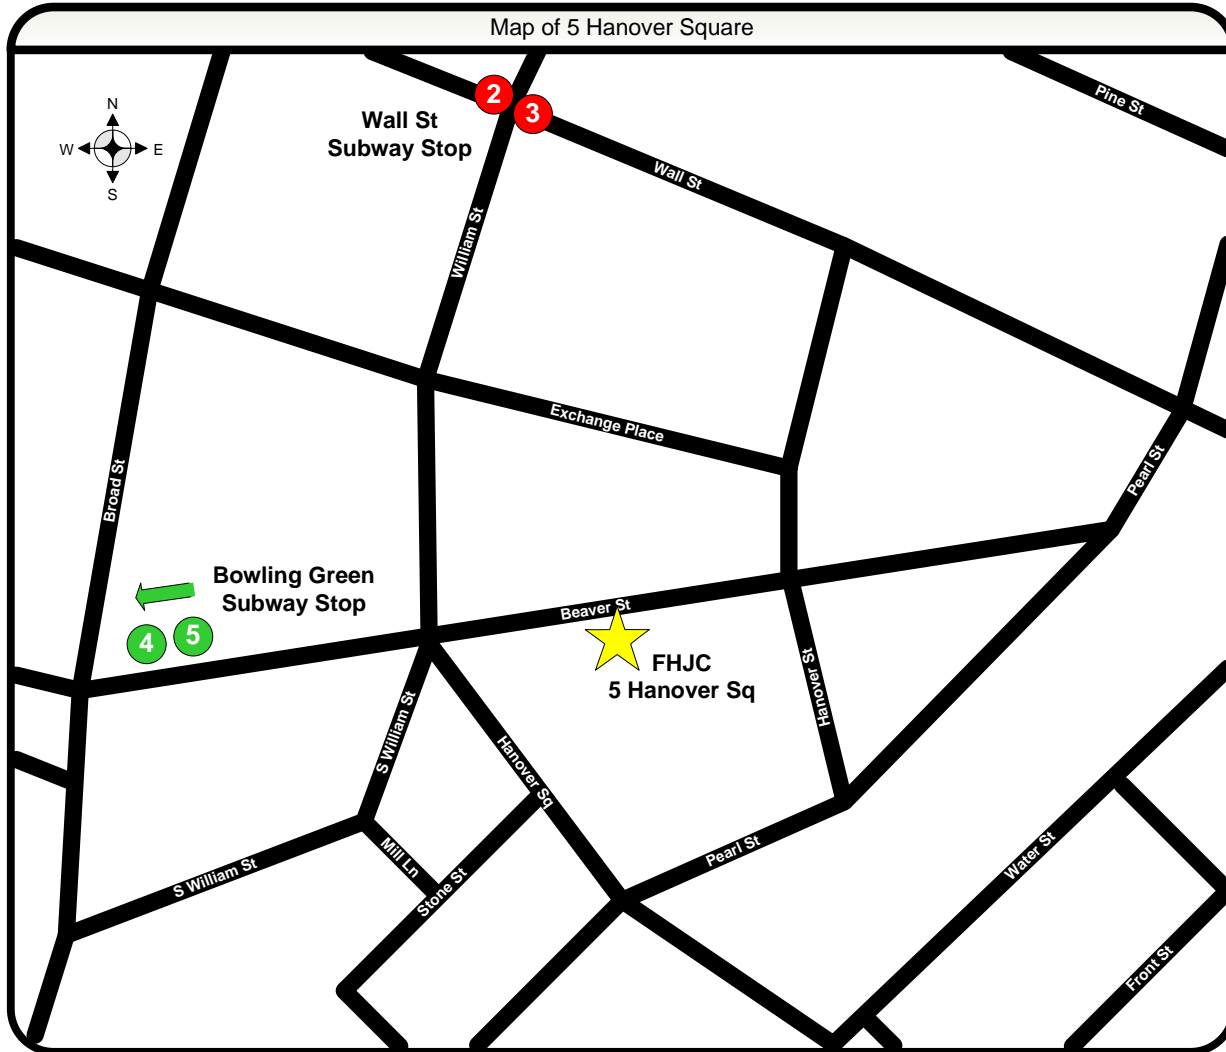 Map of 5 Hanover Square
N
W
E
S
2
3
Wall St
Subway Stop
Pine St
Wall St
William St
Exchange Place
Broad St
Pearl St
Bowling Green
Subway Stop
4
5
Beaver St
FHJC
5 Hanover Sq
Hanover St
S William St
Hanover Sq
S William St
Mill Ln
Stone St
Pearl St
Water St
Front St